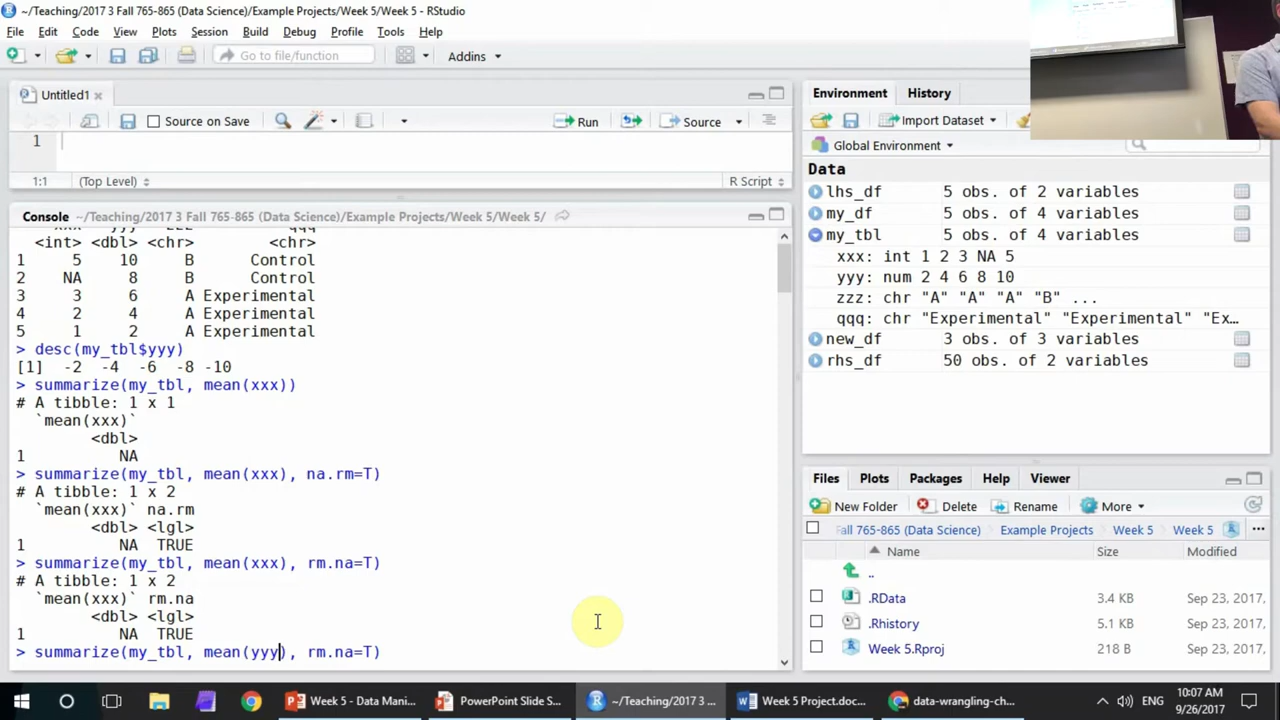 ~/Teaching/2017 3 Fall 765-865 (Data Science)/Example Projects/Week 5/Week 5 - RStudio
File Edit Code View Plots Session Build Debug Profile Tools Help
Go to file/function Addins
Untitled1
Source on Save Run Source
1
1:1 (Top Level) R Script
Console ~/Teaching/2017 3 Fall 765-865 (Data Science)/Example Projects/Week 5/Week 5/
<int> <dbl> <chr> <chr>
1 5 10 B Control
2 NA 8 B Control
3 3 6 A Experimental
4 2 4 A Experimental
5 1 2 A Experimental
> desc(my_tbl$yyy)
[1] -2 -4 -6 -8 -10
> summarize(my_tbl, mean(xxx))
# A tibble: 1 x 1
`mean(xxx)`
<dbl>
1 NA
> summarize(my_tbl, mean(xxx), na.rm=T)
# A tibble: 1 x 2
`mean(xxx)` na.rm
<dbl> <lgl>
1 NA TRUE
> summarize(my_tbl, mean(xxx), rm.na=T)
# A tibble: 1 x 2
`mean(xxx)` rm.na
<dbl> <lgl>
1 NA TRUE
> summarize(my_tbl, mean(yyy), rm.na=T)
Environment History
Import Dataset
Global Environment
Data
lhs_df 5 obs. of 2 variables
my_df 5 obs. of 4 variables
my_tbl 5 obs. of 4 variables
xxx: int 1 2 3 NA 5
yyy: num 2 4 6 8 10
zzz: chr "A" "A" "A" "B" ...
qqq: chr "Experimental" "Experimental" "Ex…
new_df 3 obs. of 3 variables
rhs_df 50 obs. of 2 variables
Files Plots Packages Help Viewer
New Folder Delete Rename More
Fall 765-865 (Data Science) Example Projects Week 5 Week 5 ...
Name Size Modified
..
.RData 3.4 KB Sep 23, 2017,
.Rhistory 5.1 KB Sep 23, 2017,
Week 5.Rproj 218 B Sep 23, 2017,
Week 5 - Data Mani... PowerPoint Slide S... ~/Teaching/2017 3 ... Week 5 Project.doc... data-wrangling-ch... ENG 10:07 AM
9/26/2017